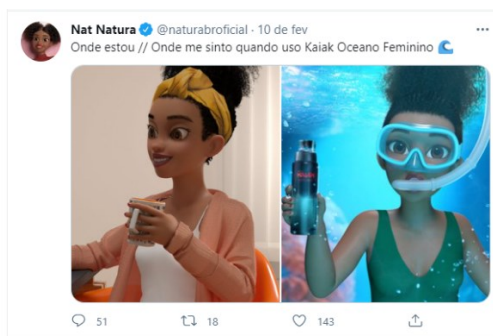 Nat Natura @naturabroficial · 10 de fev
Onde estou // Onde me sinto quando uso Kaiak Oceano Feminino 🌊
51 18 143